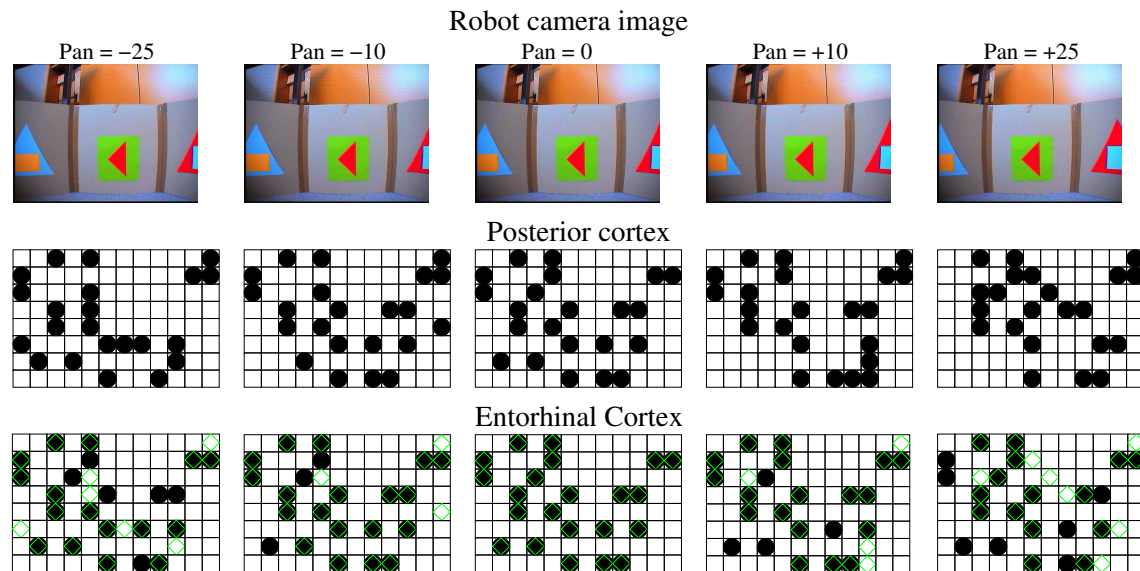 Robot camera image
Pan = −25 Pan = −10 Pan = 0 Pan = +10 Pan = +25
Posterior cortex
Entorhinal Cortex